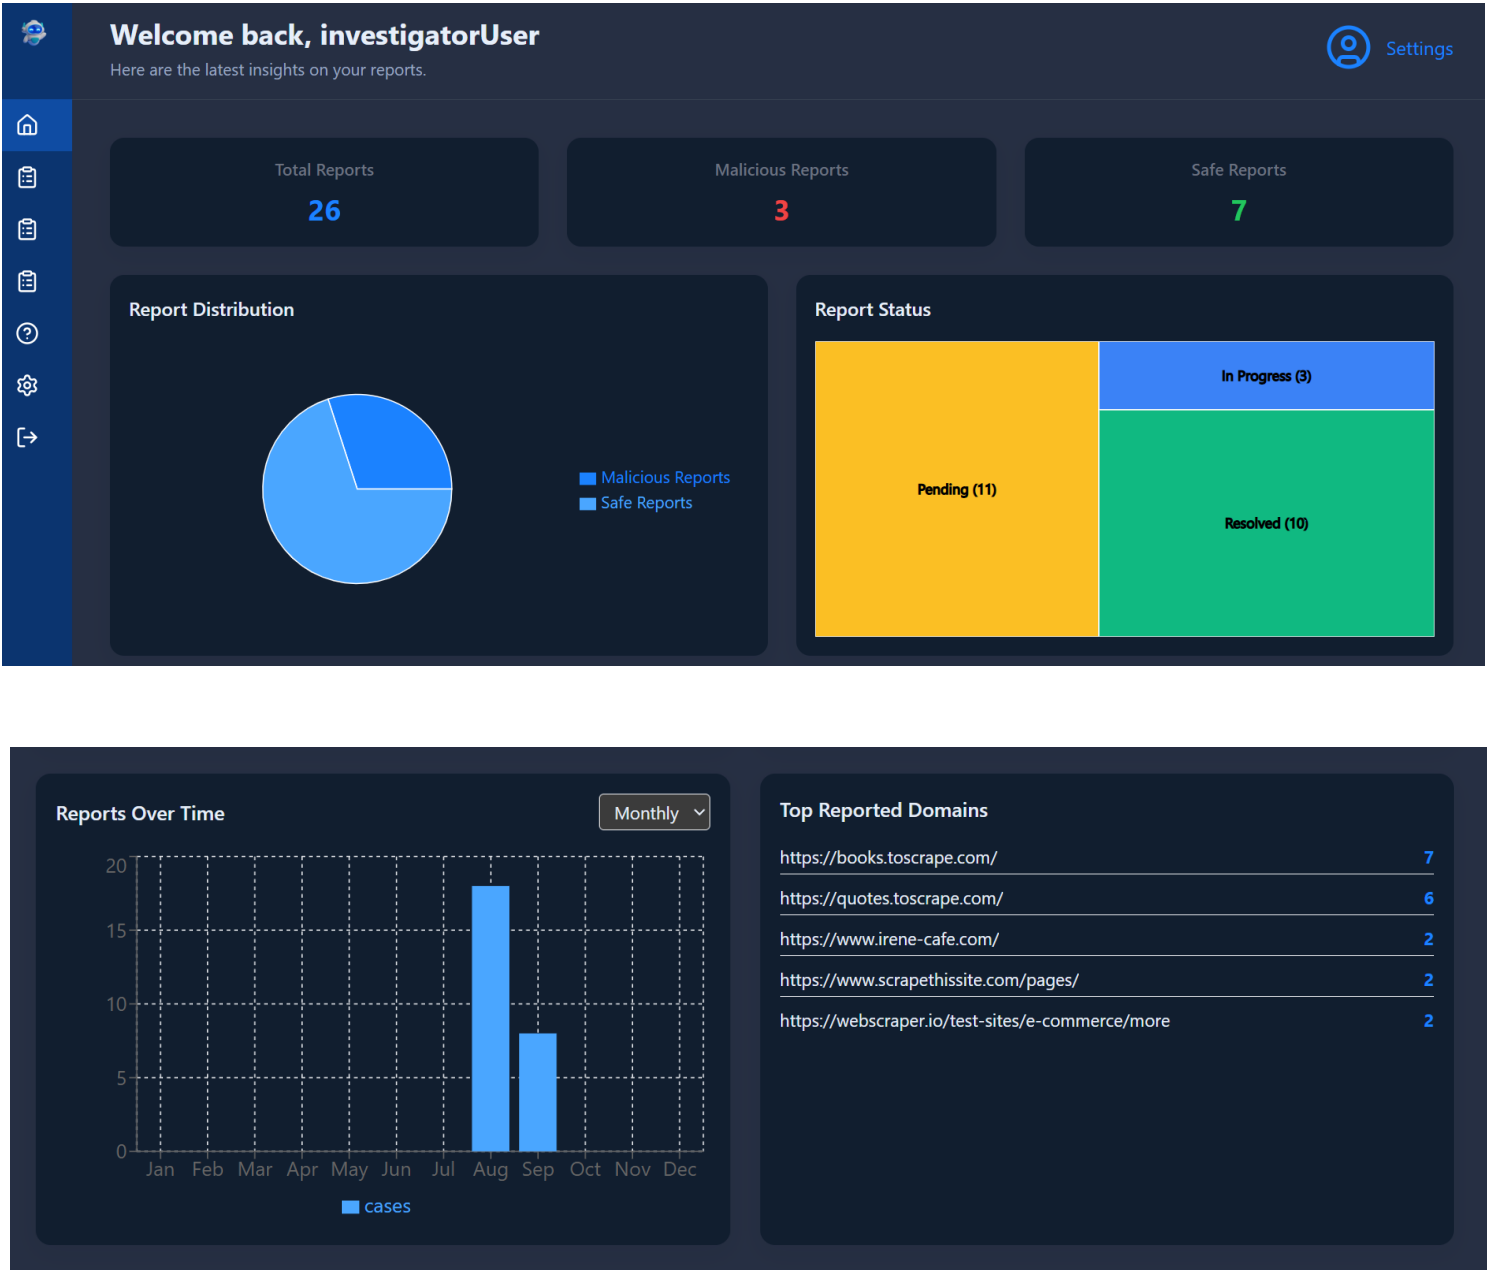 Welcome back, investigatorUser
Here are the latest insights on your reports.
Settings
Total Reports
26
Malicious Reports
3
Safe Reports
7
Report Distribution
Malicious Reports
Safe Reports
Report Status
Pending (11)
In Progress (3)
Resolved (10)
Reports Over Time
Monthly
20
15
10
5
0
Jan Feb Mar Apr May Jun Jul Aug Sep Oct Nov Dec
cases
Top Reported Domains
https://books.toscrape.com/ 7
https://quotes.toscrape.com/ 6
https://www.irene-cafe.com/ 2
https://www.scrapethissite.com/pages/ 2
https://webscraper.io/test-sites/e-commerce/more 2